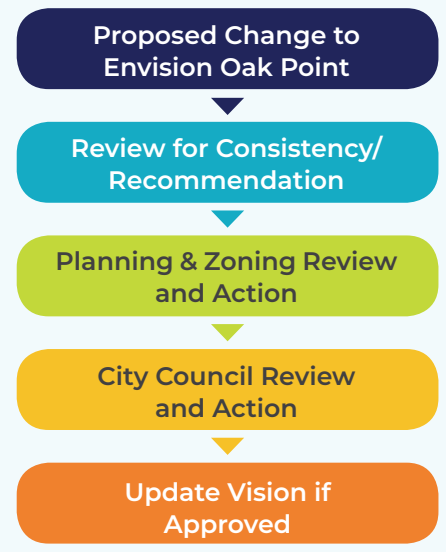 Proposed Change to
Envision Oak Point
Review for Consistency/
Recommendation
Planning & Zoning Review
and Action
City Council Review
and Action
Update Vision if
Approved